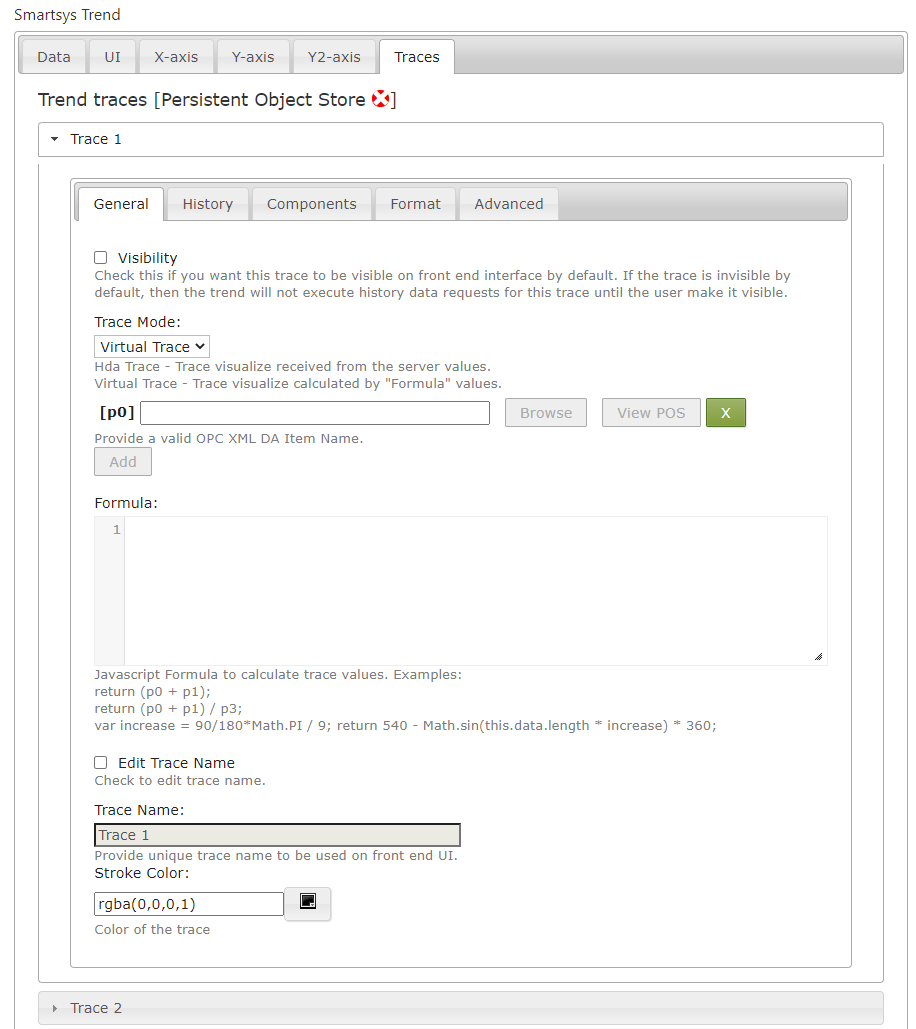 Smartsys Trend
Data UI X-axis Y-axis Y2-axis Traces
Trend traces [Persistent Object Store ]
Trace 1
General History Components Format Advanced
Visibility
Check this if you want this trace to be visible on front end interface by default. If the trace is invisible by
default, then the trend will not execute history data requests for this trace until the user make it visible.
Trace Mode:
Virtual Trace
Hda Trace - Trace visualize received from the server values.
Virtual Trace - Trace visualize calculated by "Formula" values.
[p0] Browse View POS X
Provide a valid OPC XML DA Item Name.
Add
Formula:
1
Javascript Formula to calculate trace values. Examples:
return (p0 + p1);
return (p0 + p1) / p3;
var increase = 90/180*Math.PI / 9; return 540 - Math.sin(this.data.length * increase) * 360;
Edit Trace Name
Check to edit trace name.
Trace Name:
Trace 1
Provide unique trace name to be used on front end UI.
Stroke Color:
rgba(0,0,0,1)
Color of the trace
Trace 2